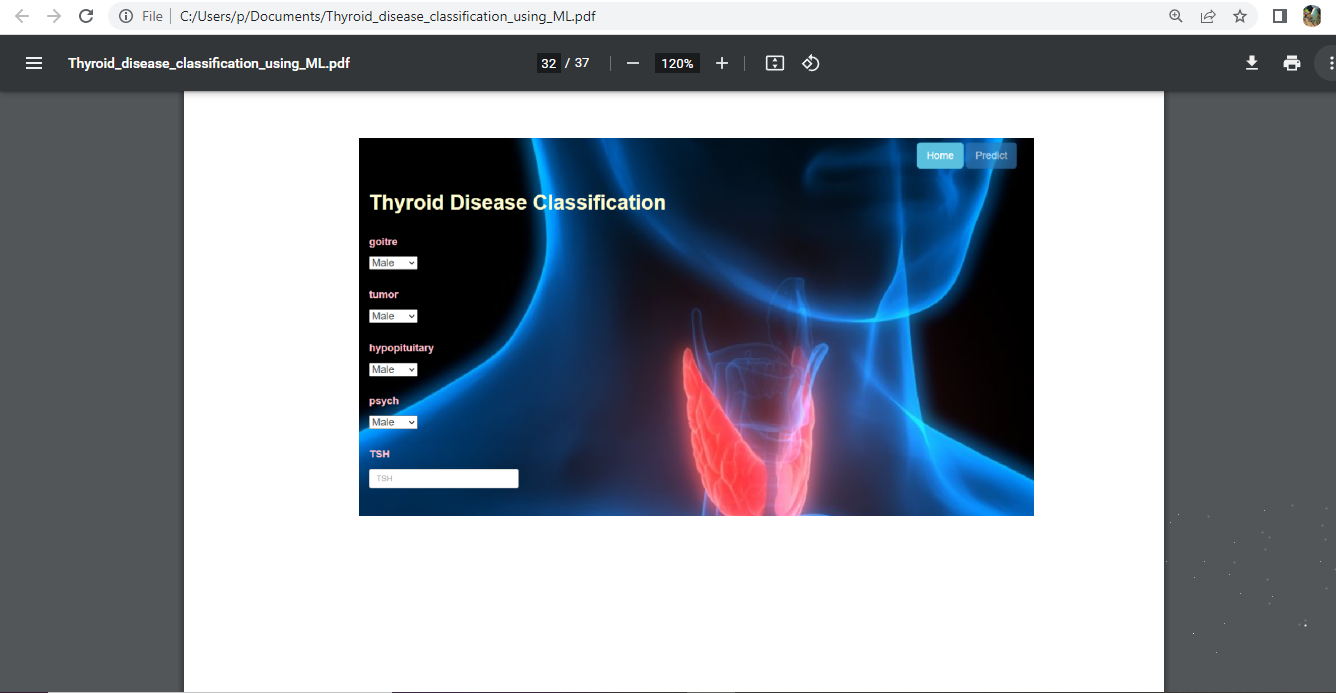 File C:/Users/p/Documents/Thyroid_disease_classification_using_ML.pdf
Thyroid_disease_classification_using_ML.pdf 32 / 37 120%
Home Predict
Thyroid Disease Classification
goitre
Male
tumor
Male
hypopituitary
Male
psych
Male
TSH
TSH